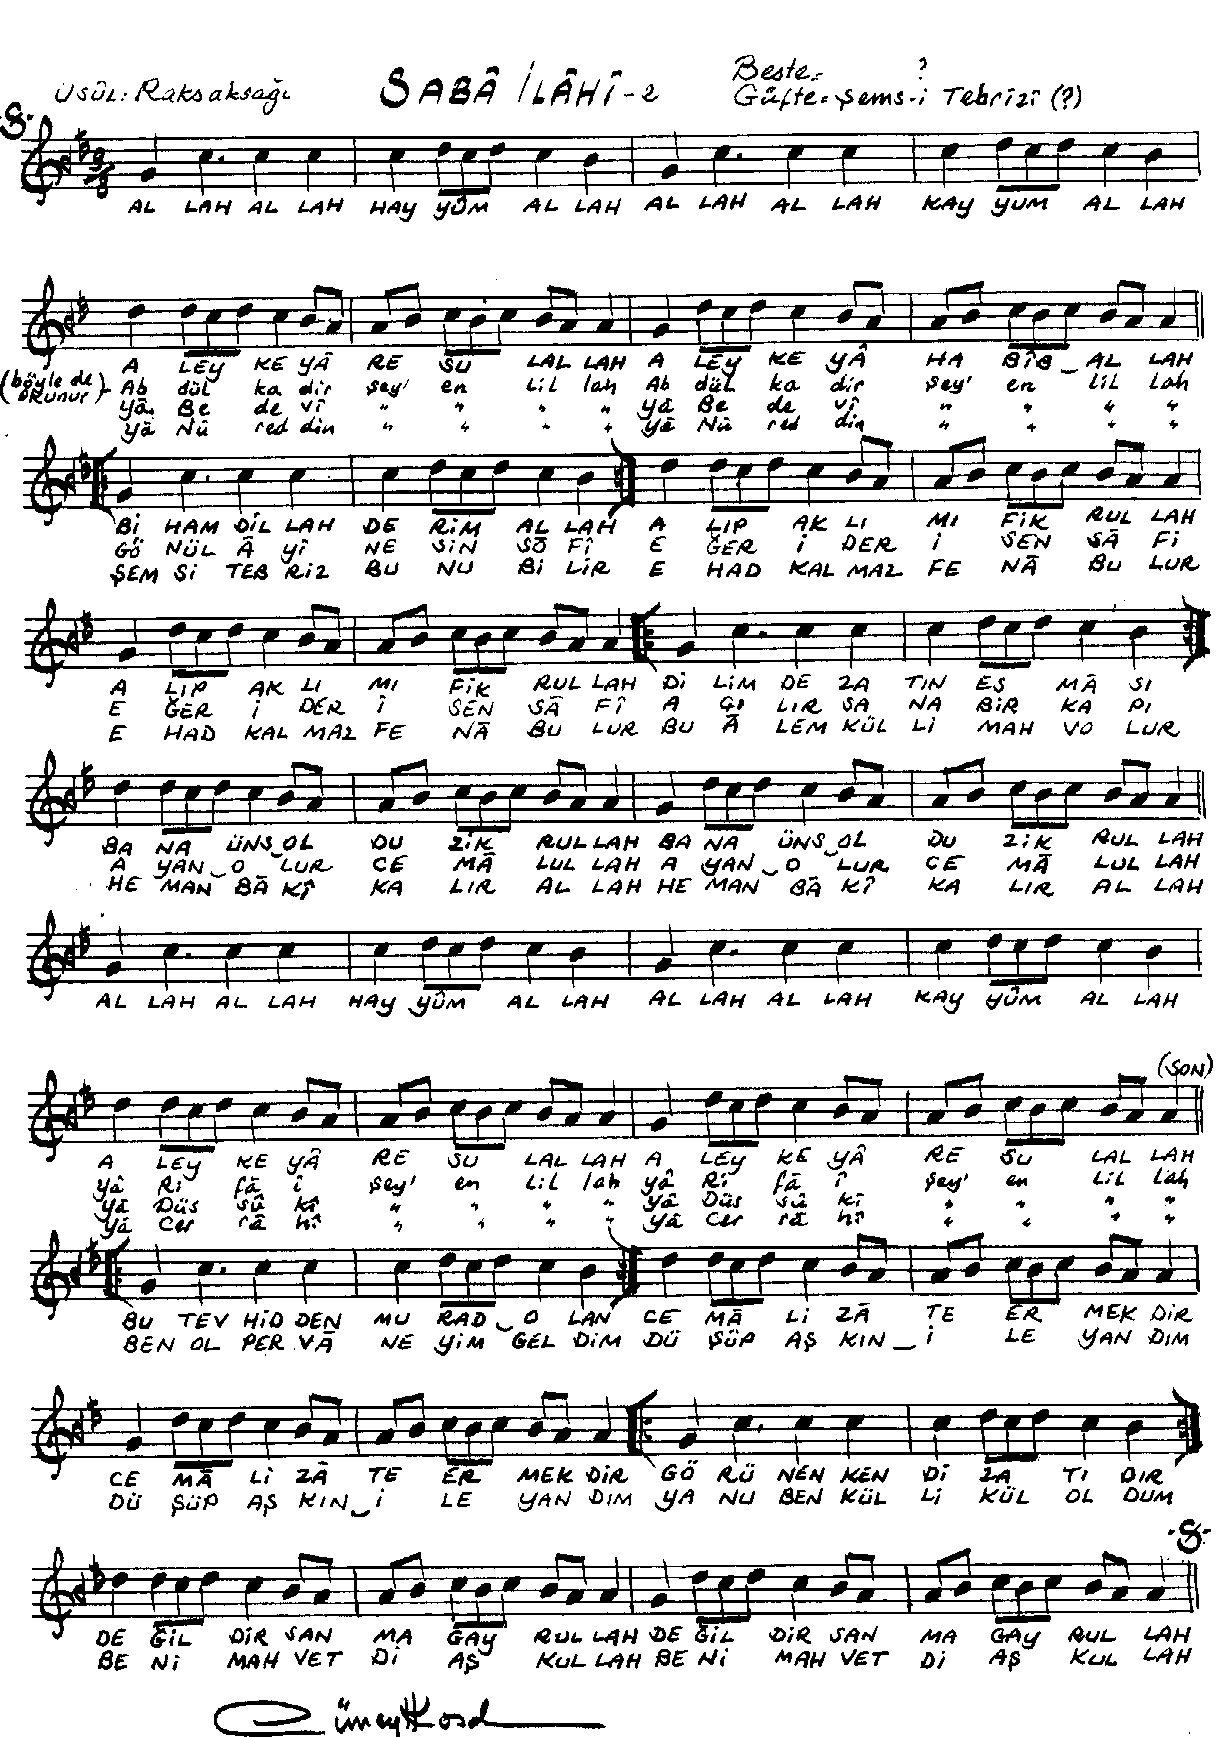 USÛL: Raksaksağı
SABÂ İLÂHÎ-2
Beste= ?
Güfte= Şems-i Tebrîzî (?)
9/8
AL LAH AL LAH HAY YÛM AL LAH AL LAH AL LAH KAY YUM AL LAH
A LEY KE YÂ RE SU LAL LAH A LEY KE YÂ HA BÎB AL LAH
(böyle de okunur) Ab dül ka dir şey' en Lil lah Ab dül ka dir şey' en lil Lah
Yâ Be de vî " " " " Yâ Be de vî " " " "
Yâ Nû red din " " " " Yâ Nû red din " " " "
BI HAM DİL LAH DE RİM AL LAH A LIP AK LI MI FİK RUL LAH
GÖ NÜL Â YÎ NE SİN SÖ FÎ E ĞER İ DER İ SEN SÂ FÎ
ŞEM Sİ TEB RİZ BU NU Bİ LİR E HAD KAL MAZ FE NÂ BU LUR
A LIP AK LI MI FİK RUL LAH Dİ LİM DE ZA TIN ES MÂ SI
E ĞER İ DER İ SEN SÂ FÎ A ÇI LIR SA NA BİR KA PI
E HAD KAL MAZ FE NÂ BU LUR BU Â LEM KÜL Lİ MAH VO LUR
BA NA ÜNS OL DU ZİK RUL LAH BA NA ÜNS OL DU ZİK RUL LAH
A YAN O LUR CE MÂ LUL LAH A YAN O LUR CE MÂ LUL LAH
HE MAN BÂ KÎ KA LIR AL LAH HE MAN BÂ KÎ KA LIR AL LAH
AL LAH AL LAH HAY YÛM AL LAH AL LAH AL LAH KAY YÛM AL LAH
(SON)
A LEY KE YÂ RE SU LAL LAH A LEY KE YÂ RE SU LAL LAH
Yâ Ri fâ î şey' en Lil lah yâ Ri fâ î şey' en Lil lah
Yâ Düs sû kî " " " " Yâ Düs sû kî " " " "
Yâ Cer râ hî " " " " Yâ Cer râ hî " " " "
BU TEV HİD DEN MU RAD O LAN CE MÂ Lİ ZÂ TE ER MEK DİR
BEN OL PER VÂ NE YİM GEL DİM DÜ ŞÜP AŞ KIN İ LE YAN DIM
CE MÂ Lİ ZÂ TE ER MEK DİR GÖ RÜ NEN KEN Dİ ZA TI DIR
DÜ ŞÜP AŞ KIN İ LE YAN DIM YA NU BEN KÜL Lİ KÜL OL DUM
DE ĞİL DİR SAN MA GAY RUL LAH DE ĞİL DİR SAN MA GAY RUL LAH
BE Nİ MAH VET Dİ AŞ KUL LAH BE Nİ MAH VET Dİ AŞ KUL LAH